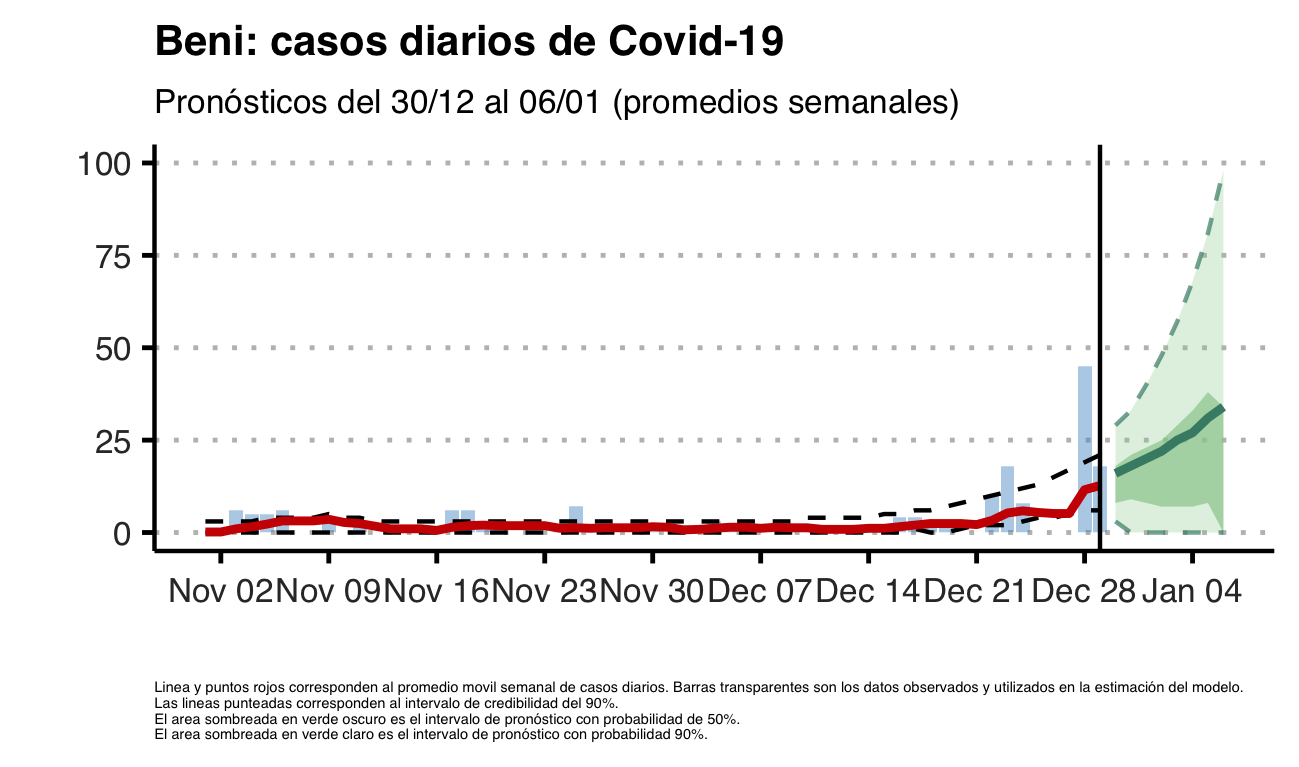 Beni: casos diarios de Covid-19
Pronósticos del 30/12 al 06/01 (promedios semanales)
100
75
50
25
0
Nov 02 Nov 09 Nov 16 Nov 23 Nov 30 Dec 07 Dec 14 Dec 21 Dec 28 Jan 04
Linea y puntos rojos corresponden al promedio movil semanal de casos diarios. Barras transparentes son los datos observados y utilizados en la estimación del modelo.
Las lineas punteadas corresponden al intervalo de credibilidad del 90%.
El area sombreada en verde oscuro es el intervalo de pronóstico con probabilidad de 50%.
El area sombreada en verde claro es el intervalo de pronóstico con probabilidad 90%.